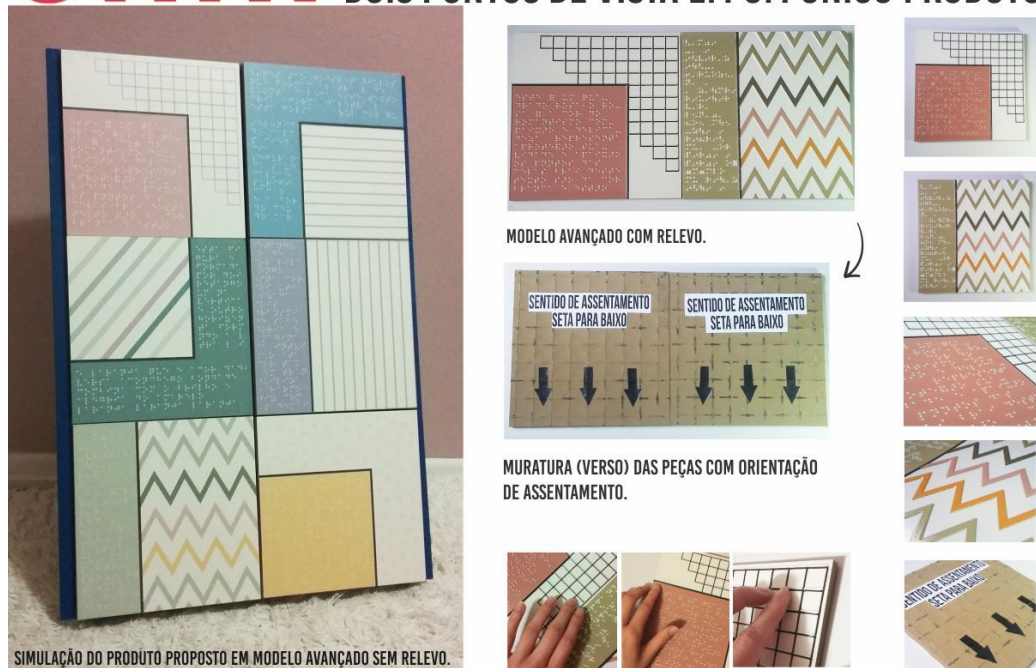 DOIS PONTOS DE VISTA EM UM ÚNICO PRODUTO
MODELO AVANÇADO COM RELEVO.
SENTIDO DE ASSENTAMENTO
SETA PARA BAIXO
SENTIDO DE ASSENTAMENTO
SETA PARA BAIXO
MURATURA (VERSO) DAS PEÇAS COM ORIENTAÇÃO
DE ASSENTAMENTO.
SENTIDO DE ASSENTAMENTO
SETA PARA BAIXO
SIMULAÇÃO DO PRODUTO PROPOSTO EM MODELO AVANÇADO SEM RELEVO.